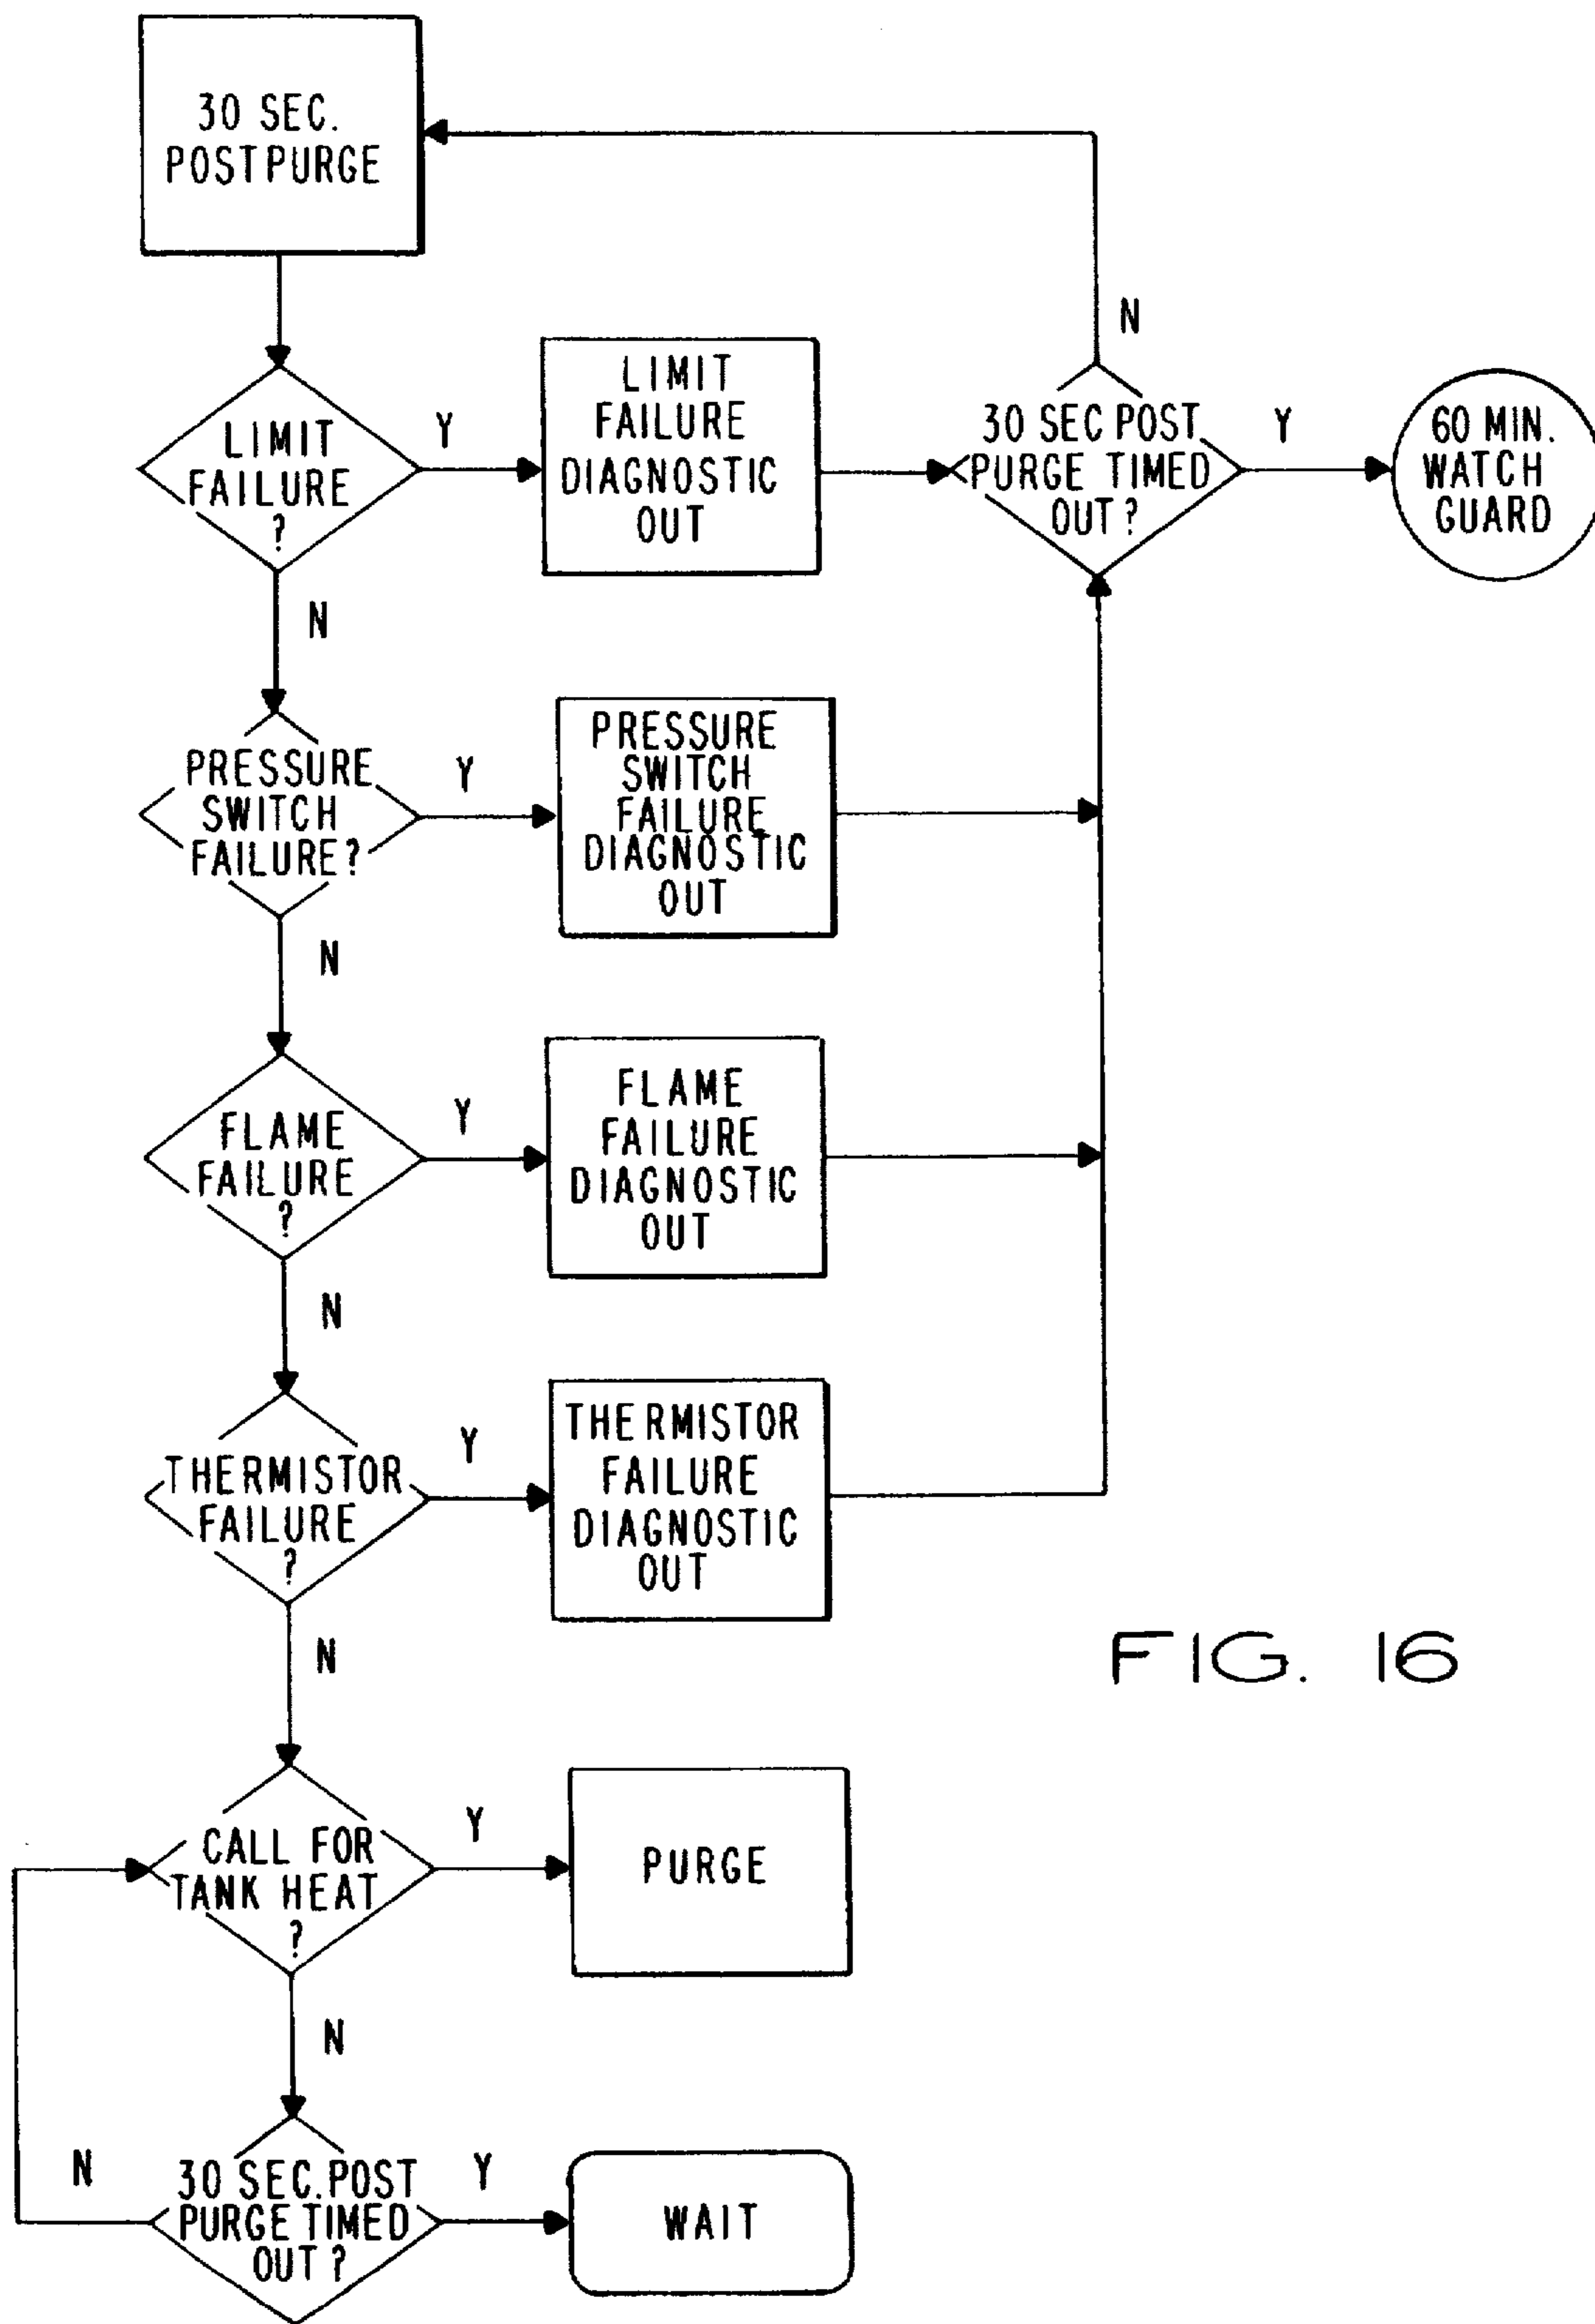 30 SEC.
POST PURGE
N
LIMIT
FAILURE
?
Y
LIMIT
FAILURE
DIAGNOSTIC
OUT
30 SEC POST
PURGE TIMED
OUT?
Y
60 MIN.
WATCH
GUARD
N
PRESSURE
SWITCH
FAILURE?
Y
PRESSURE
SWITCH
FAILURE
DIAGNOSTIC
OUT
N
FLAME
FAILURE
?
Y
FLAME
FAILURE
DIAGNOSTIC
OUT
N
THERMISTOR
FAILURE
?
Y
THERMISTOR
FAILURE
DIAGNOSTIC
OUT
N
FIG. 16
CALL FOR
TANK HEAT
?
Y
PURGE
N
N
30 SEC. POST
PURGE TIMED
OUT?
Y
WAIT